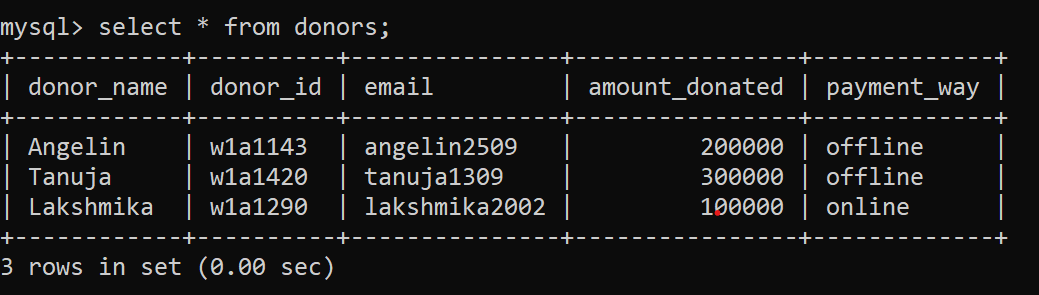 mysql> select * from donors;
+------------+----------+---------------+----------------+-------------+
| donor_name | donor_id | email         | amount_donated | payment_way |
+------------+----------+---------------+----------------+-------------+
| Angelin    | w1a1143  | angelin2509   |         200000 | offline     |
| Tanuja     | w1a1420  | tanuja1309    |         300000 | offline     |
| Lakshmika  | w1a1290  | lakshmika2002 |         100000 | online      |
+------------+----------+---------------+----------------+-------------+
3 rows in set (0.00 sec)